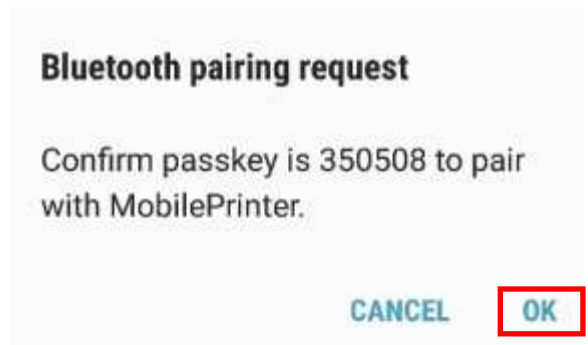 Bluetooth pairing request
Confirm passkey is 350508 to pair
with MobilePrinter.
CANCEL OK